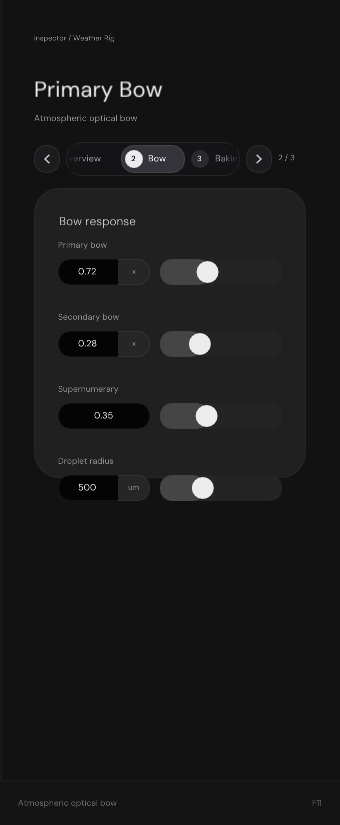 Inspector / Weather Rig
Primary Bow
Atmospheric optical bow
erview 2 Bow 3 Bakin 2 / 3
Bow response
Primary bow
0.72 ×
Secondary bow
0.28 ×
Supernumerary
0.35
Droplet radius
500 um
Atmospheric optical bow F11